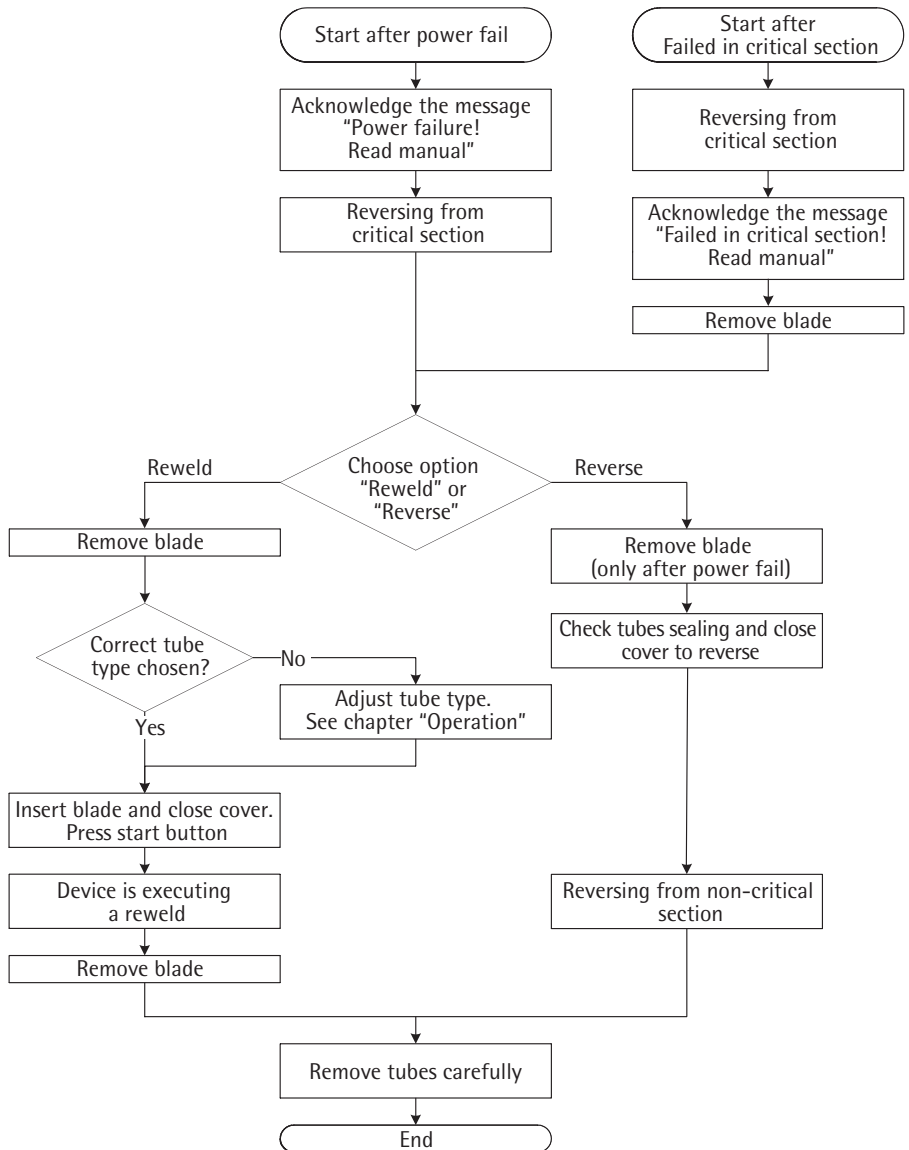 Start after power fail
Acknowledge the message
"Power failure!
Read manual"
Reversing from
critical section
Start after
Failed in critical section
Reversing from
critical section
Acknowledge the message
"Failed in critical section!
Read manual"
Remove blade
Choose option
"Reweld" or
"Reverse"
Reweld
Reverse
Remove blade
Correct tube
type chosen?
No
Adjust tube type.
See chapter "Operation"
Yes
Insert blade and close cover.
Press start button
Device is executing
a reweld
Remove blade
Remove blade
(only after power fail)
Check tubes sealing and close
cover to reverse
Reversing from non-critical
section
Remove tubes carefully
End